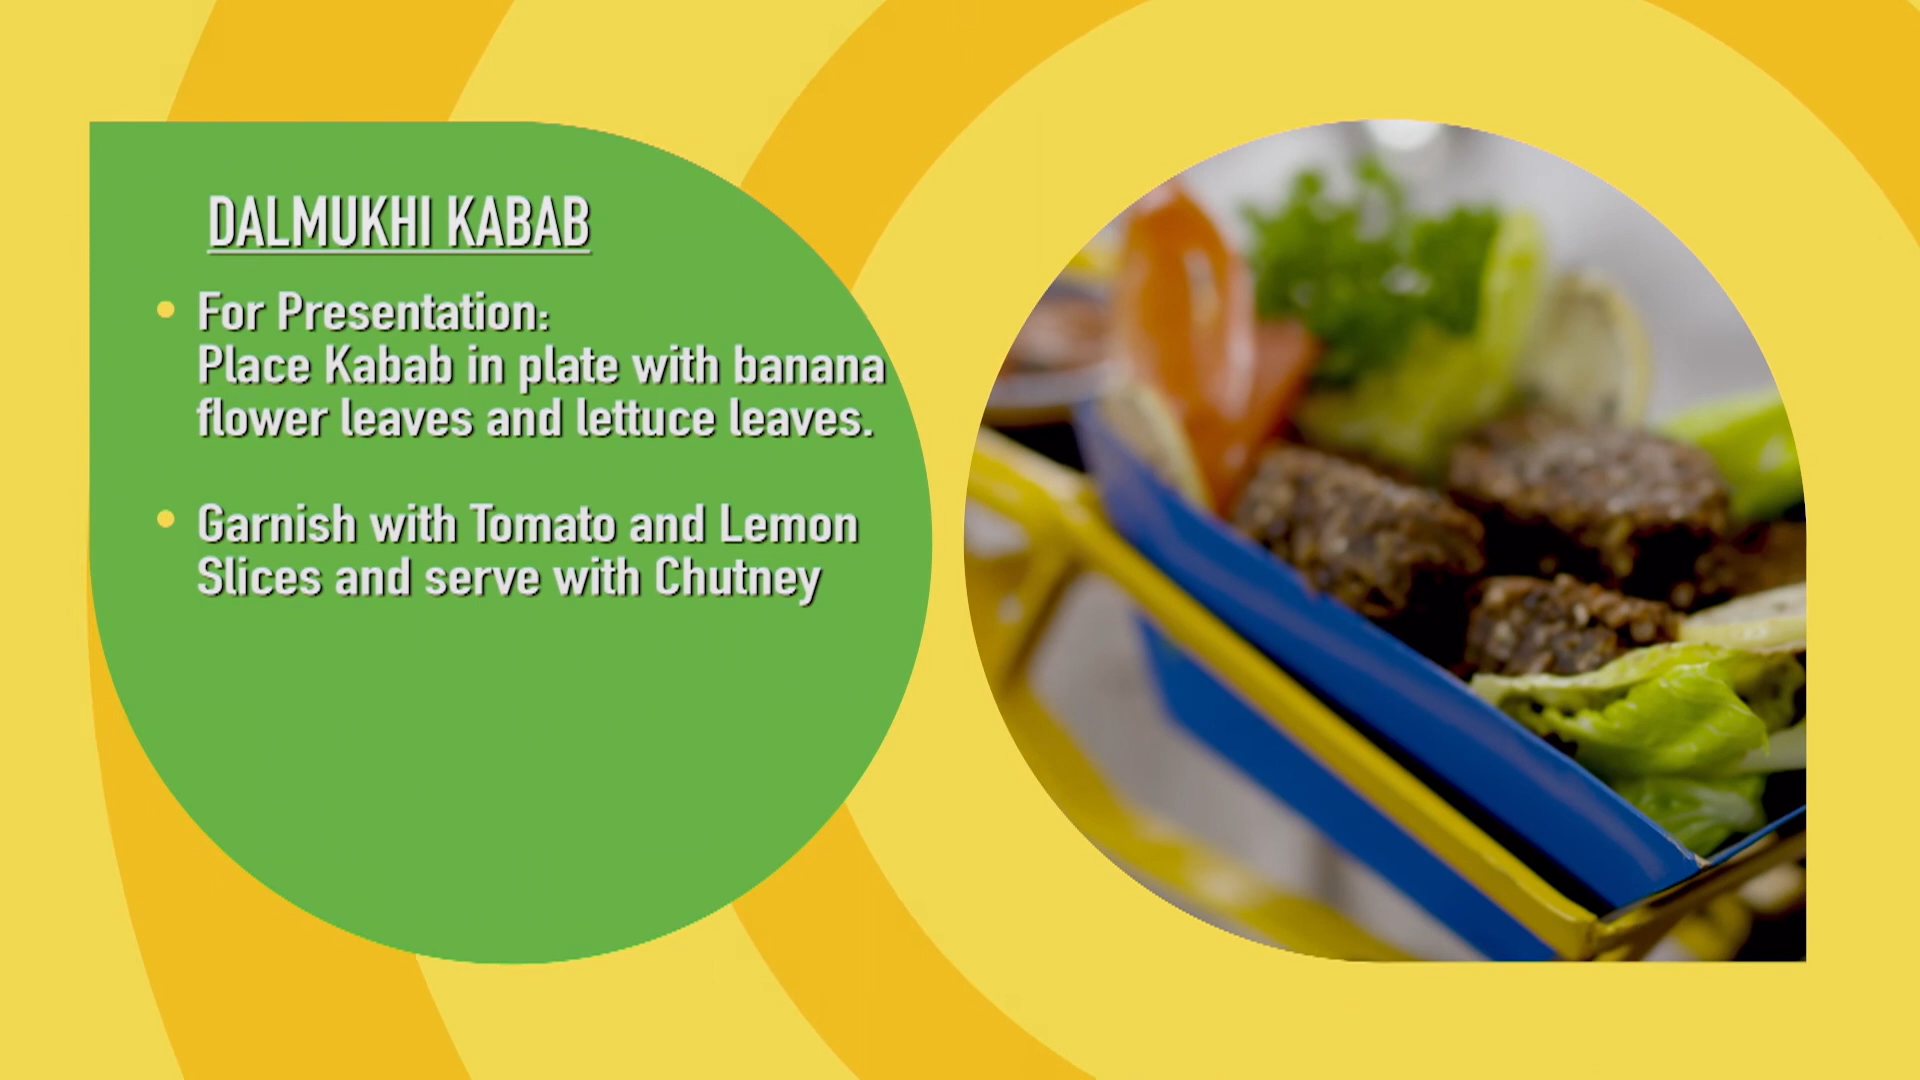 DALMUKHI KABAB
• For Presentation:
Place Kabab in plate with banana
flower leaves and lettuce leaves.
• Garnish with Tomato and Lemon
Slices and serve with Chutney